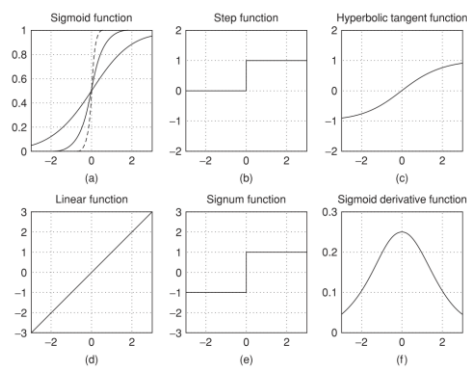 Sigmoid function
1
0.8
0.6
0.4
0.2
0
−2 0 2
(a)
Step function
2
1
0
−1
−2
−2 0 2
(b)
Hyperbolic tangent function
2
1
0
−1
−2
−2 0 2
(c)
Linear function
3
2
1
0
−1
−2
−3
−2 0 2
(d)
Signum function
3
2
1
0
−1
−2
−3
−2 0 2
(e)
Sigmoid derivative function
0.3
0.2
0.1
0
−2 0 2
(f)